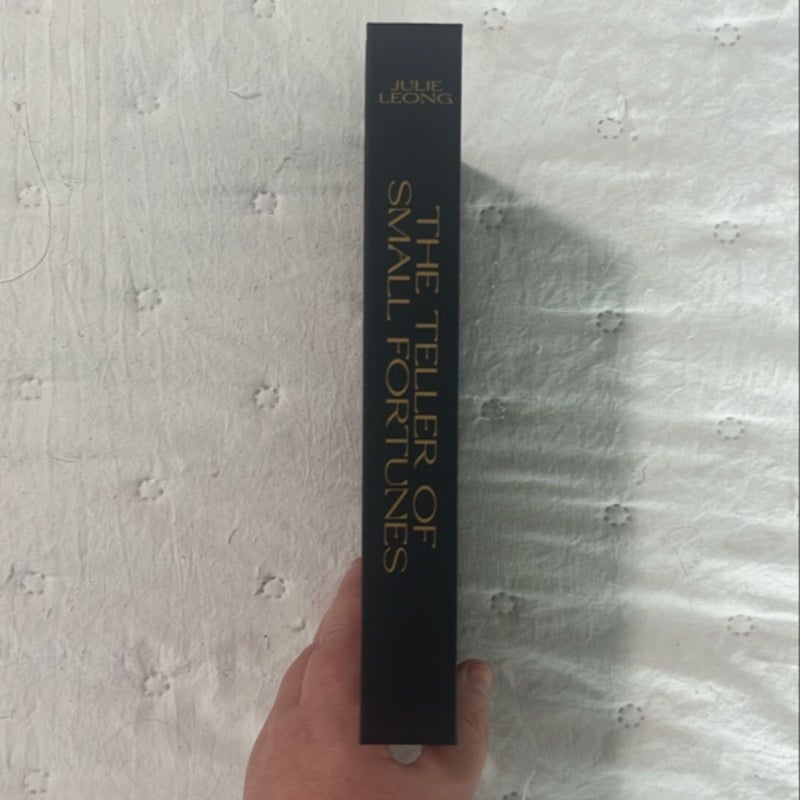 JULIE
LEONG
THE TELLER OF
SMALL FORTUNES